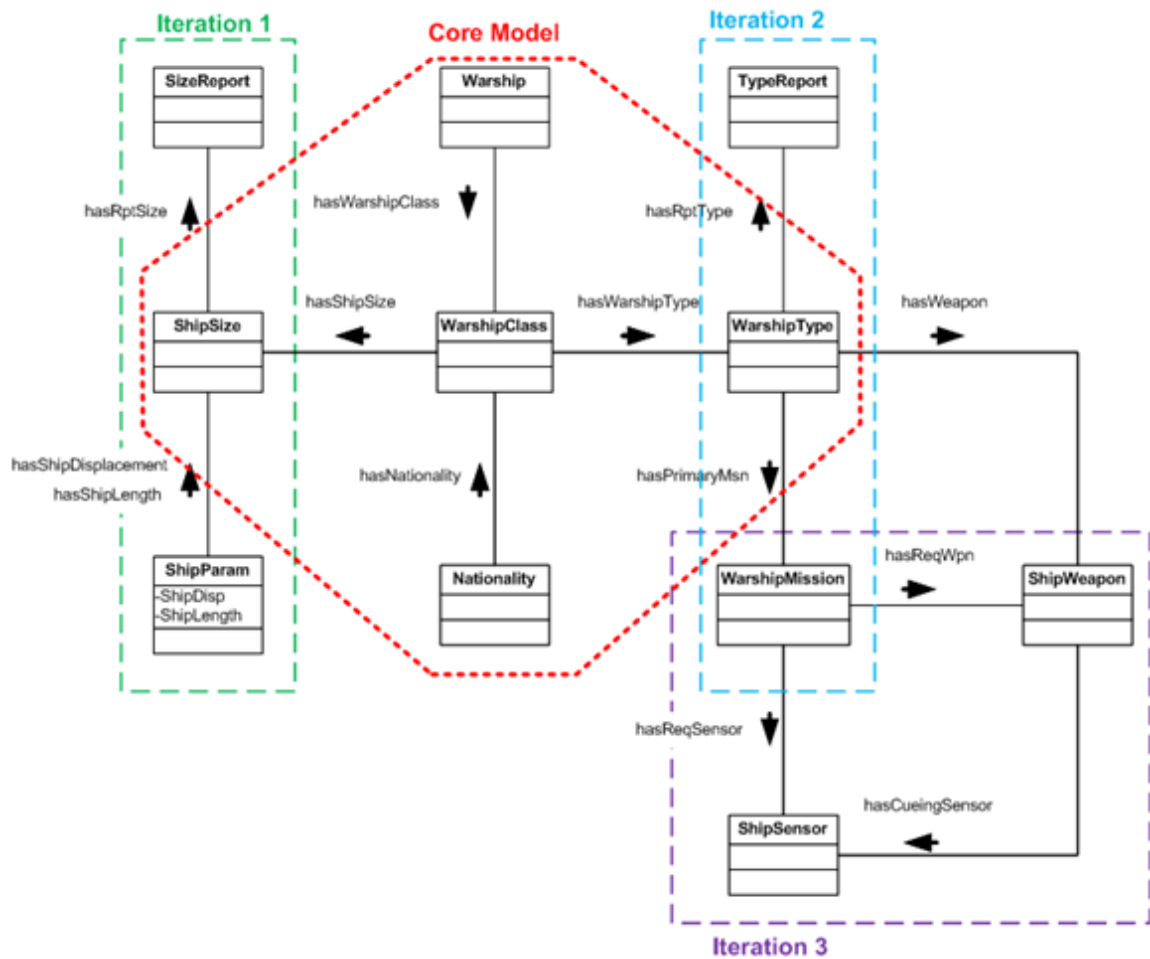 Iteration 1
Core Model
Iteration 2
SizeReport
Warship
TypeReport
hasRptSize
hasWarshipClass
hasRptType
hasShipSize
hasWarshipType
hasWeapon
ShipSize
WarshipClass
WarshipType
hasShipDisplacement
hasShipLength
hasNationality
hasPrimaryMsn
hasReqWpn
ShipParam
-ShipDisp
-ShipLength
Nationality
WarshipMission
ShipWeapon
hasReqSensor
hasCueingSensor
ShipSensor
Iteration 3